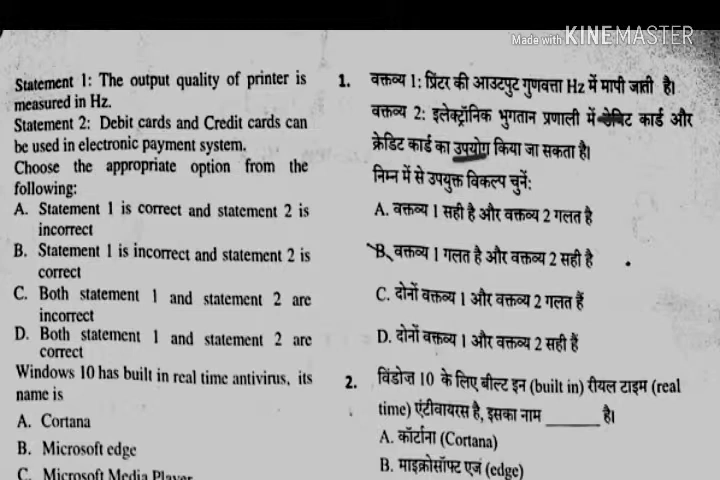 Made with KINEMASTER
Statement 1: The output quality of printer is
measured in Hz.
Statement 2: Debit cards and Credit cards can
be used in electronic payment system.
Choose the appropriate option from the
following:
A. Statement 1 is correct and statement 2 is
incorrect
B. Statement 1 is incorrect and statement 2 is
correct
C. Both statement 1 and statement 2 are
incorrect
D. Both statement 1 and statement 2 are
correct
Windows 10 has built in real time antivirus, its
name is
A. Cortana
B. Microsoft edge
C. Microsoft Media Player
1. वक्तव्य 1: प्रिंटर की आउटपुट गुणवत्ता Hz में मापी जाती है।
वक्तव्य 2: इलेक्ट्रॉनिक भुगतान प्रणाली में डेबिट कार्ड और
क्रेडिट कार्ड का उपयोग किया जा सकता है।
निम्न में से उपयुक्त विकल्प चुनें:
A. वक्तव्य 1 सही है और वक्तव्य 2 गलत है
B. वक्तव्य 1 गलत है और वक्तव्य 2 सही है
C. दोनों वक्तव्य 1 और वक्तव्य 2 गलत हैं
D. दोनों वक्तव्य 1 और वक्तव्य 2 सही हैं
2. विंडोज 10 के लिए बील्ट इन (built in) रीयल टाइम (real
time) एंटीवायरस है, इसका नाम ______ है।
A. कॉर्टाना (Cortana)
B. माइक्रोसॉफ्ट एज (edge)